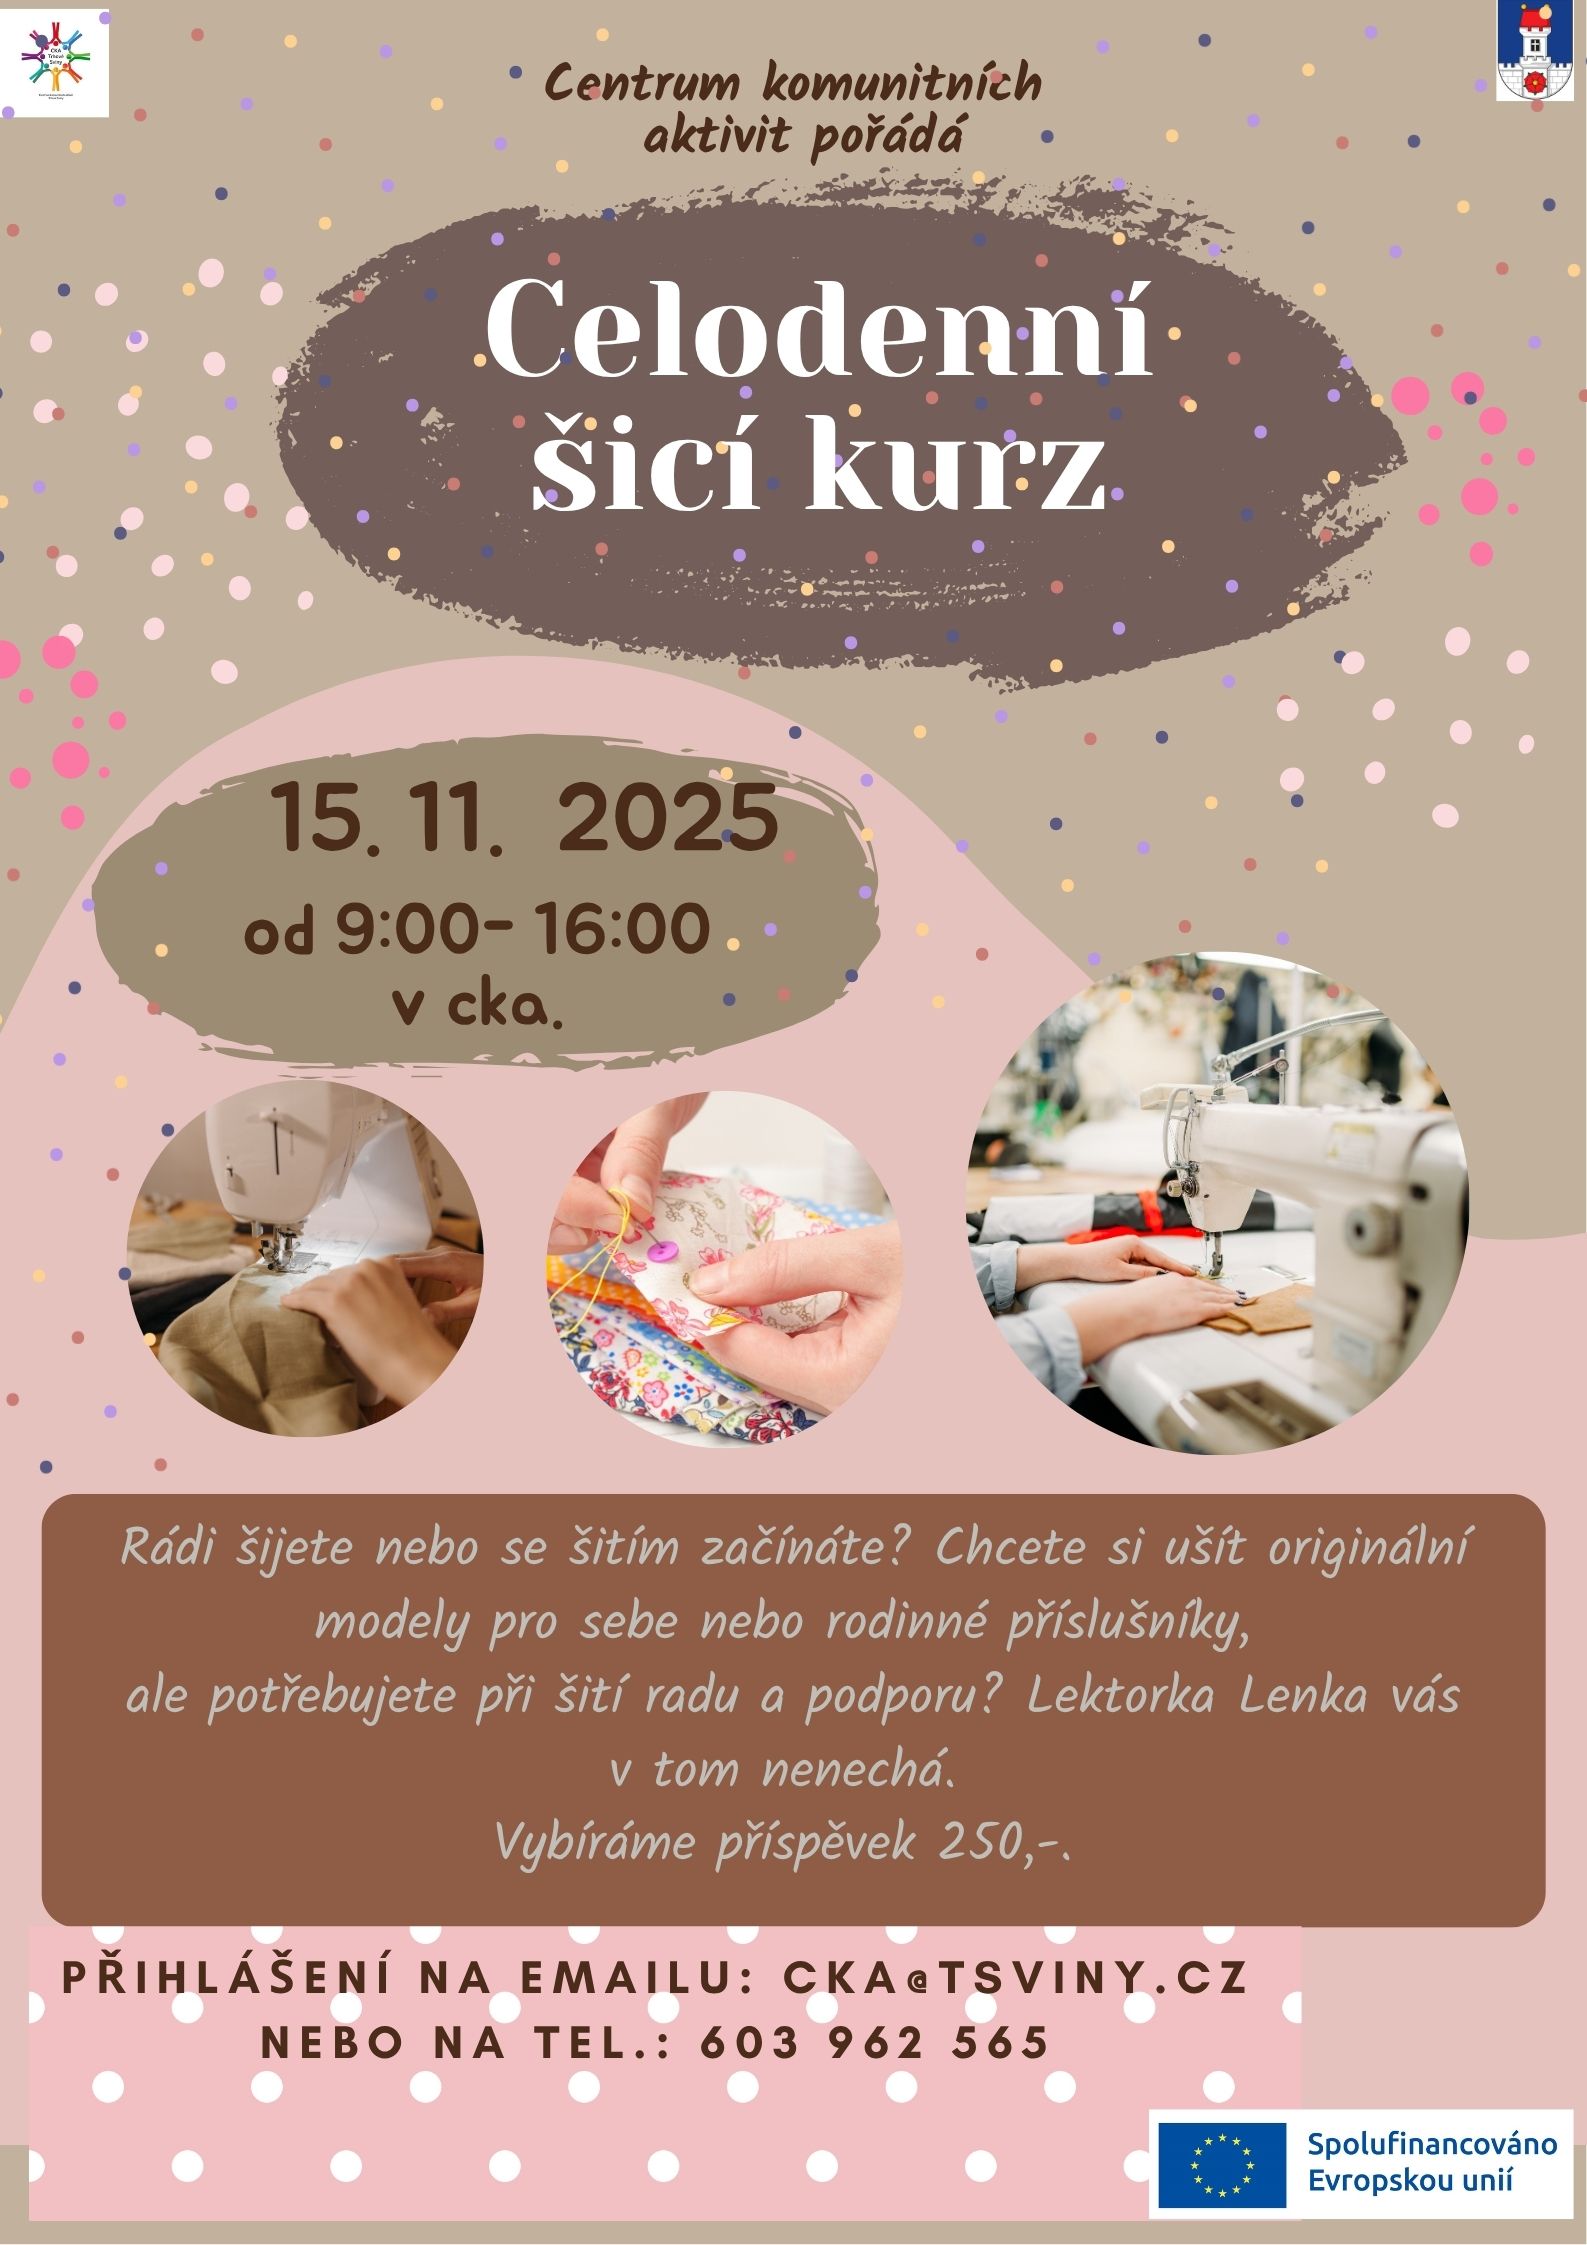 CKA
Trhové
Sviny
Centrum komunitních
aktivit pořádá
Celodenní
šicí kurz
15. 11. 2025
od 9:00- 16:00
v cka.
Rádi šijete nebo se šitím začínáte? Chcete si ušít originální
modely pro sebe nebo rodinné příslušníky,
ale potřebujete při šití radu a podporu? Lektorka Lenka vás
v tom nenechá.
Vybíráme příspěvek 250,-.
PŘIHLÁŠENÍ NA EMAILU: CKA@TSVINY.CZ
NEBO NA TEL.: 603 962 565
Spolufinancováno
Evropskou unií